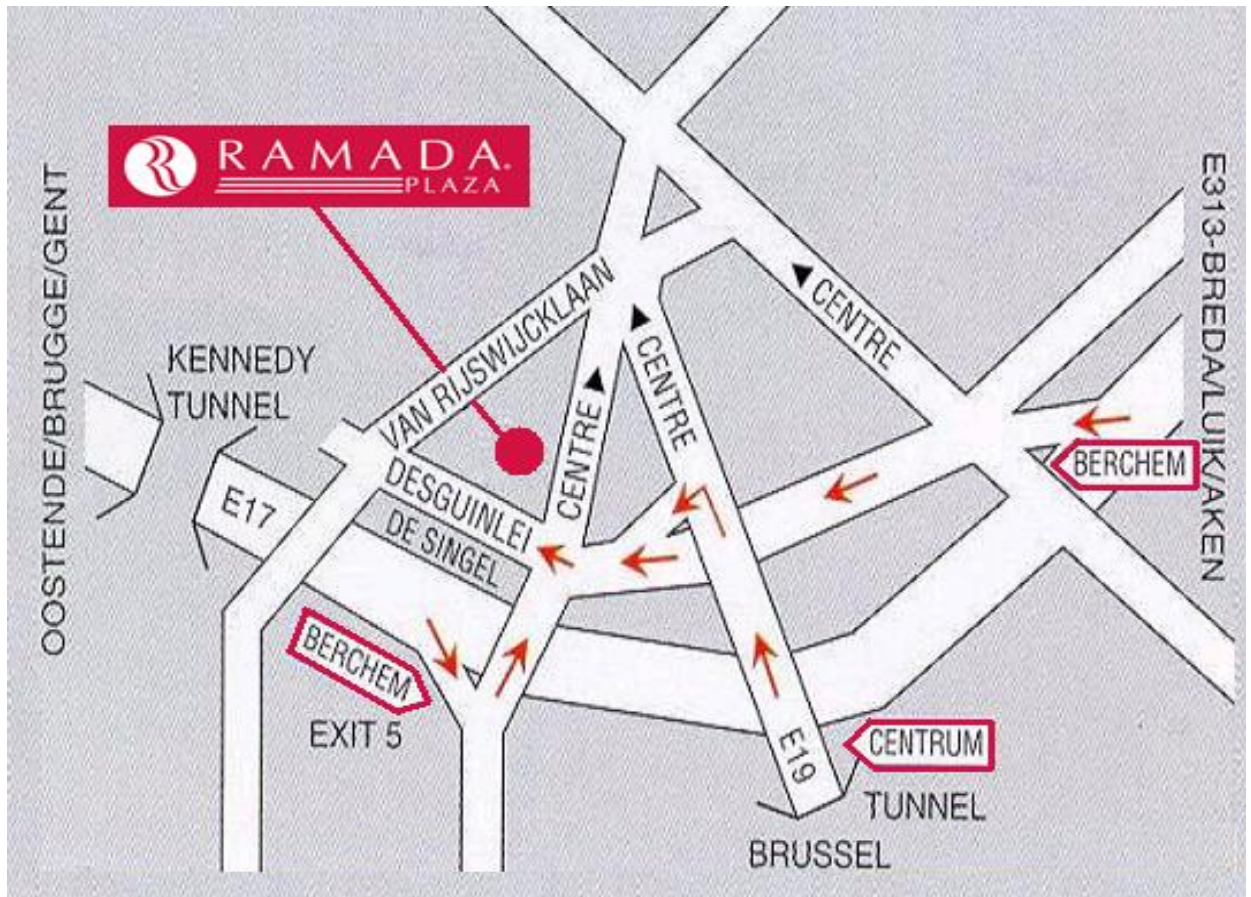 RAMADA.
PLAZA
OOSTENDE/BRUGGE/GENT
E313-BREDA/LUIK/AKEN
KENNEDY
TUNNEL
VAN RIJSWIJCKLAAN
CENTRE
CENTRE
CENTRE
BERCHEM
E17
DESGUINLEI
DE SINGEL
BERCHEM
EXIT 5
E19
CENTRUM
TUNNEL
BRUSSEL